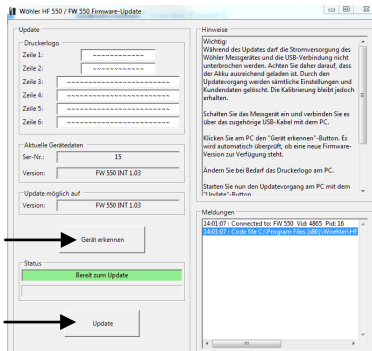 Wöhler HF 550 / FW 550 Firmware-Update
Update
Druckerlogo
Zeile 1:
~~~~~~~~~~~~
Zeile 2:
~~~~~~~~~~~~
Zeile 3:
~~~~~~~~~~~~~~~~~~~~~~~~
Zeile 4:
~~~~~~~~~~~~~~~~~~~~~~~~
Zeile 5:
~~~~~~~~~~~~~~~~~~~~~~~~
Zeile 6:
~~~~~~~~~~~~~~~~~~~~~~~~
Aktuelle Gerätedaten
Ser-Nr.: 15
Version: FW 550 INT 1.03
Update möglich auf
Version: FW 550 INT 1.03
Gerät erkennen
Status
Bereit zum Update
Update
Hinweise
Wichtig:
Während des Updates darf die Stromversorgung des
Wöhler Messgeräts und die USB-Verbindung nicht
unterbrochen werden. Achten Sie daher darauf, dass
der Akku ausreichend geladen ist. Durch den
Updatevorgang werden sämtliche Einstellungen und
Kundendaten gelöscht. Die Kalibrierung bleibt jedoch
erhalten.
Schalten Sie das Messgerät ein und verbinden Sie es
über das zugehörige USB-Kabel mit dem PC.
Klicken Sie am PC den "Gerät erkennen"-Button. Es
wird automatisch überprüft, ob eine neue Firmware-
Version zur Verfügung steht.
Ändern Sie bei Bedarf das Druckerlogo am PC.
Starten Sie nun den Updatevorgang am PC mit dem
"Update"-Button.
Meldungen
14:01:07 : Connected to: FW 550 Vid: 4865 Pid: 16
14:01:07 : Code file C:\Program Files (x86)\Woehler\HF